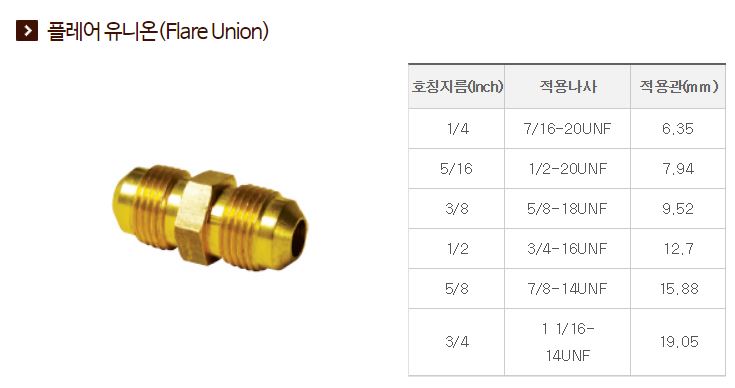 플레어 유니온(Flare Union)
호칭지름(Inch) 적용나사 적용관(mm)
1/4 7/16-20UNF 6.35
5/16 1/2-20UNF 7.94
3/8 5/8-18UNF 9.52
1/2 3/4-16UNF 12.7
5/8 7/8-14UNF 15.88
3/4 1 1/16-14UNF 19.05